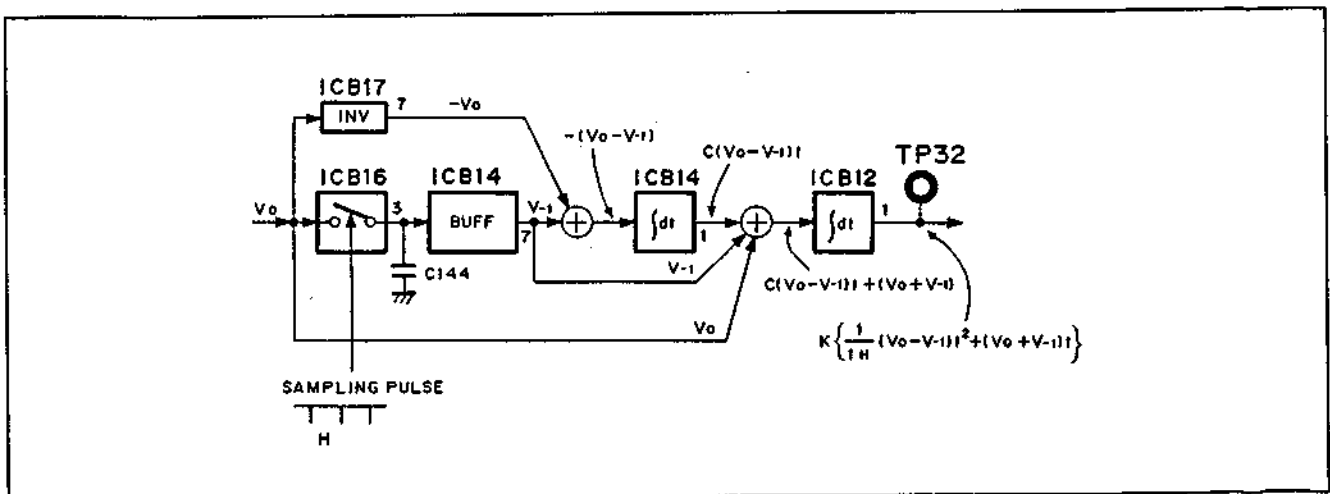 ICB17
INV
7
-Vo
-(Vo-V-1)
C(Vo-V-1)t
TP32
ICB16
ICB14
ICB14
ICB12
Vo
3
BUFF
V-1
7
∫dt
1
∫dt
1
C144
V-1
C(Vo-V-1)t+(Vo+V-1)
Vo
K{1/tH (Vo-V-1)t²+(Vo+V-1)t}
SAMPLING PULSE
H